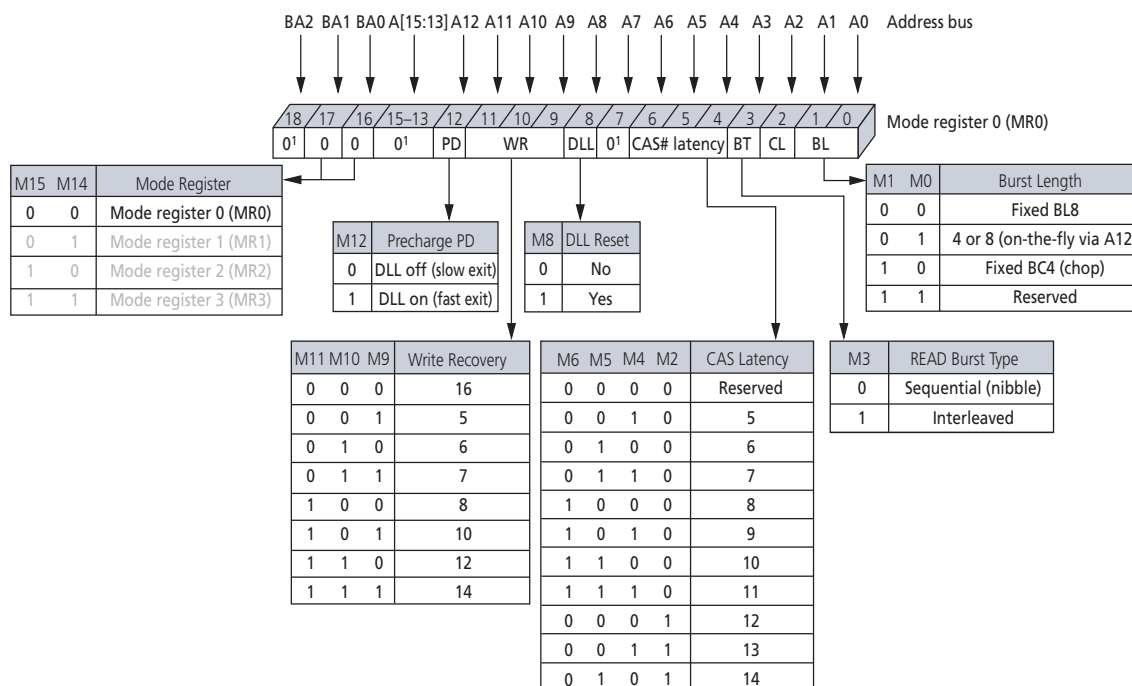 BA2 BA1 BA0 A[15:13] A12 A11 A10 A9 A8 A7 A6 A5 A4 A3 A2 A1 A0 Address bus
18 17 16 15–13 12 11 10 9 8 7 6 5 4 3 2 1 0
Mode register 0 (MR0)
0¹ 0 0 0¹ PD WR DLL 0¹ CAS# latency BT CL BL
M15 M14 Mode Register
0 0 Mode register 0 (MR0)
0 1 Mode register 1 (MR1)
1 0 Mode register 2 (MR2)
1 1 Mode register 3 (MR3)
M12 Precharge PD
0 DLL off (slow exit)
1 DLL on (fast exit)
M8 DLL Reset
0 No
1 Yes
M1 M0 Burst Length
0 0 Fixed BL8
0 1 4 or 8 (on-the-fly via A12
1 0 Fixed BC4 (chop)
1 1 Reserved
M11 M10 M9 Write Recovery
0 0 0 16
0 0 1 5
0 1 0 6
0 1 1 7
1 0 0 8
1 0 1 10
1 1 0 12
1 1 1 14
M6 M5 M4 M2 CAS Latency
0 0 0 0 Reserved
0 0 1 0 5
0 1 0 0 6
0 1 1 0 7
1 0 0 0 8
1 0 1 0 9
1 1 0 0 10
1 1 1 0 11
0 0 0 1 12
0 0 1 1 13
0 1 0 1 14
M3 READ Burst Type
0 Sequential (nibble)
1 Interleaved